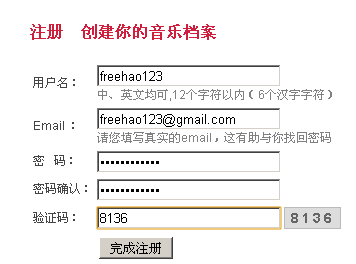 注册 创建你的音乐档案
用户名： freehao123
中、英文均可,12个字符以内（6个汉字字符）
Email ： freehao123@gmail.com
请您填写真实的email，这有助与你找回密码
密 码： ••••••••••••
密码确认： ••••••••••••
验证码： 8136 8136
完成注册